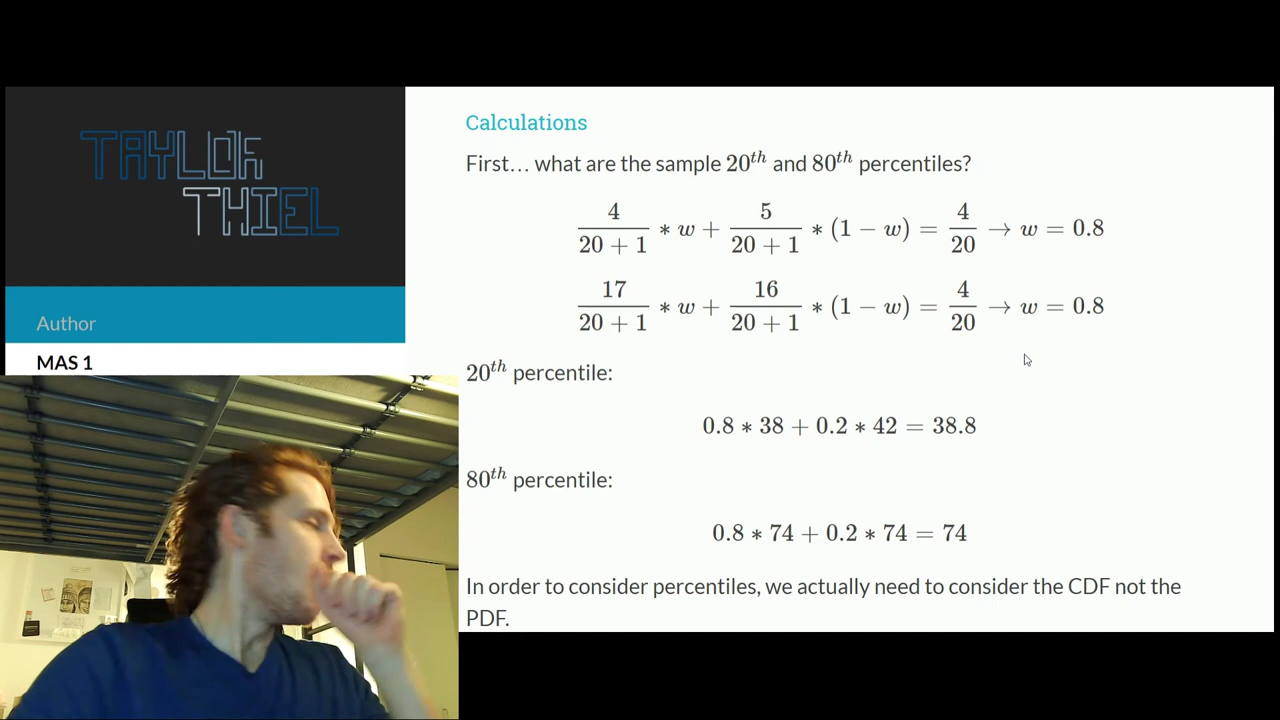 TAYLOR
THIEL
Author
MAS 1
Calculations
First… what are the sample 20^th and 80^th percentiles?
4/(20 + 1) * w + 5/(20 + 1) * (1 − w) = 4/20 → w = 0.8
17/(20 + 1) * w + 16/(20 + 1) * (1 − w) = 4/20 → w = 0.8
20^th percentile:
0.8 * 38 + 0.2 * 42 = 38.8
80^th percentile:
0.8 * 74 + 0.2 * 74 = 74
In order to consider percentiles, we actually need to consider the CDF not the
PDF.